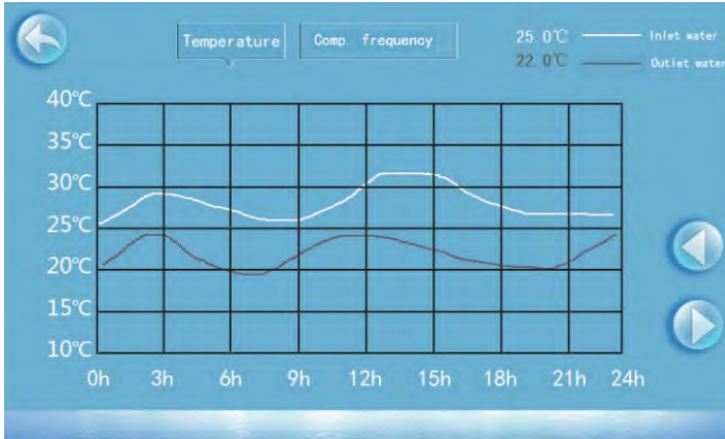 Temperature
Comp. frequency
25.0℃
Inlet water
22.0℃
Outlet water
40℃
35℃
30℃
25℃
20℃
15℃
10℃
0h 3h 6h 9h 12h 15h 18h 21h 24h